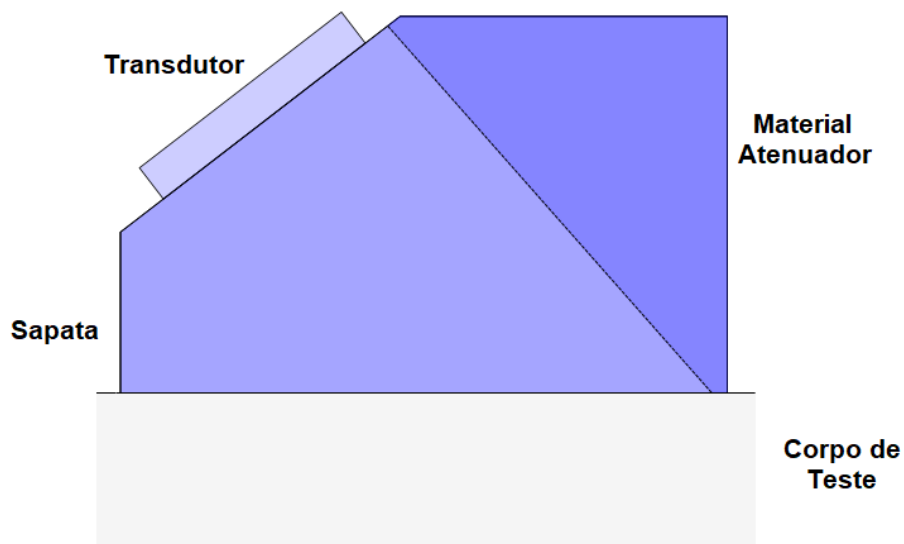 Transdutor
Material
Atenuador
Sapata
Corpo de
Teste